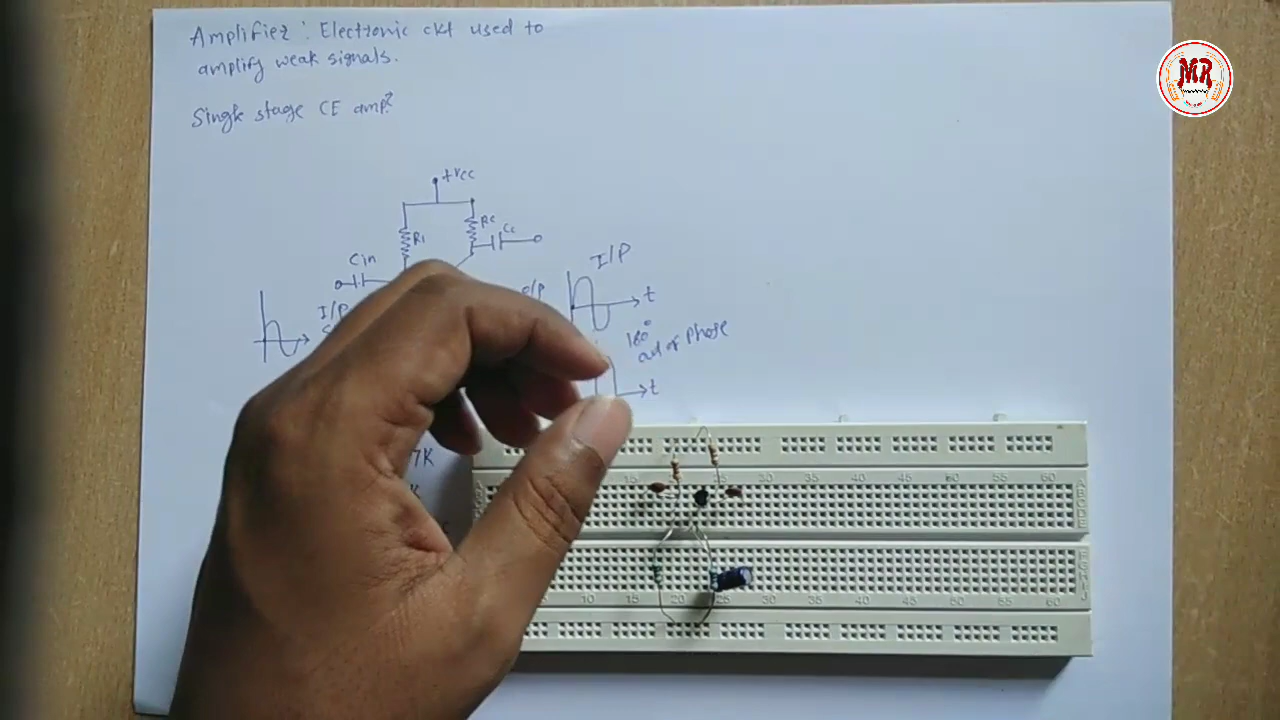 Amplifier : Electronic ckt used to
amplify weak signals.
Single stage CE ampr
+Vcc
R1
Rc
Cc
Cin
I/P
O/P
I/P
t
180°
out of phase
t
7K
K
MR
15
25
30
35
40
45
50
55
60
A
B
C
D
E
F
G
H
I
J
10
15
20
25
30
35
40
45
50
55
60